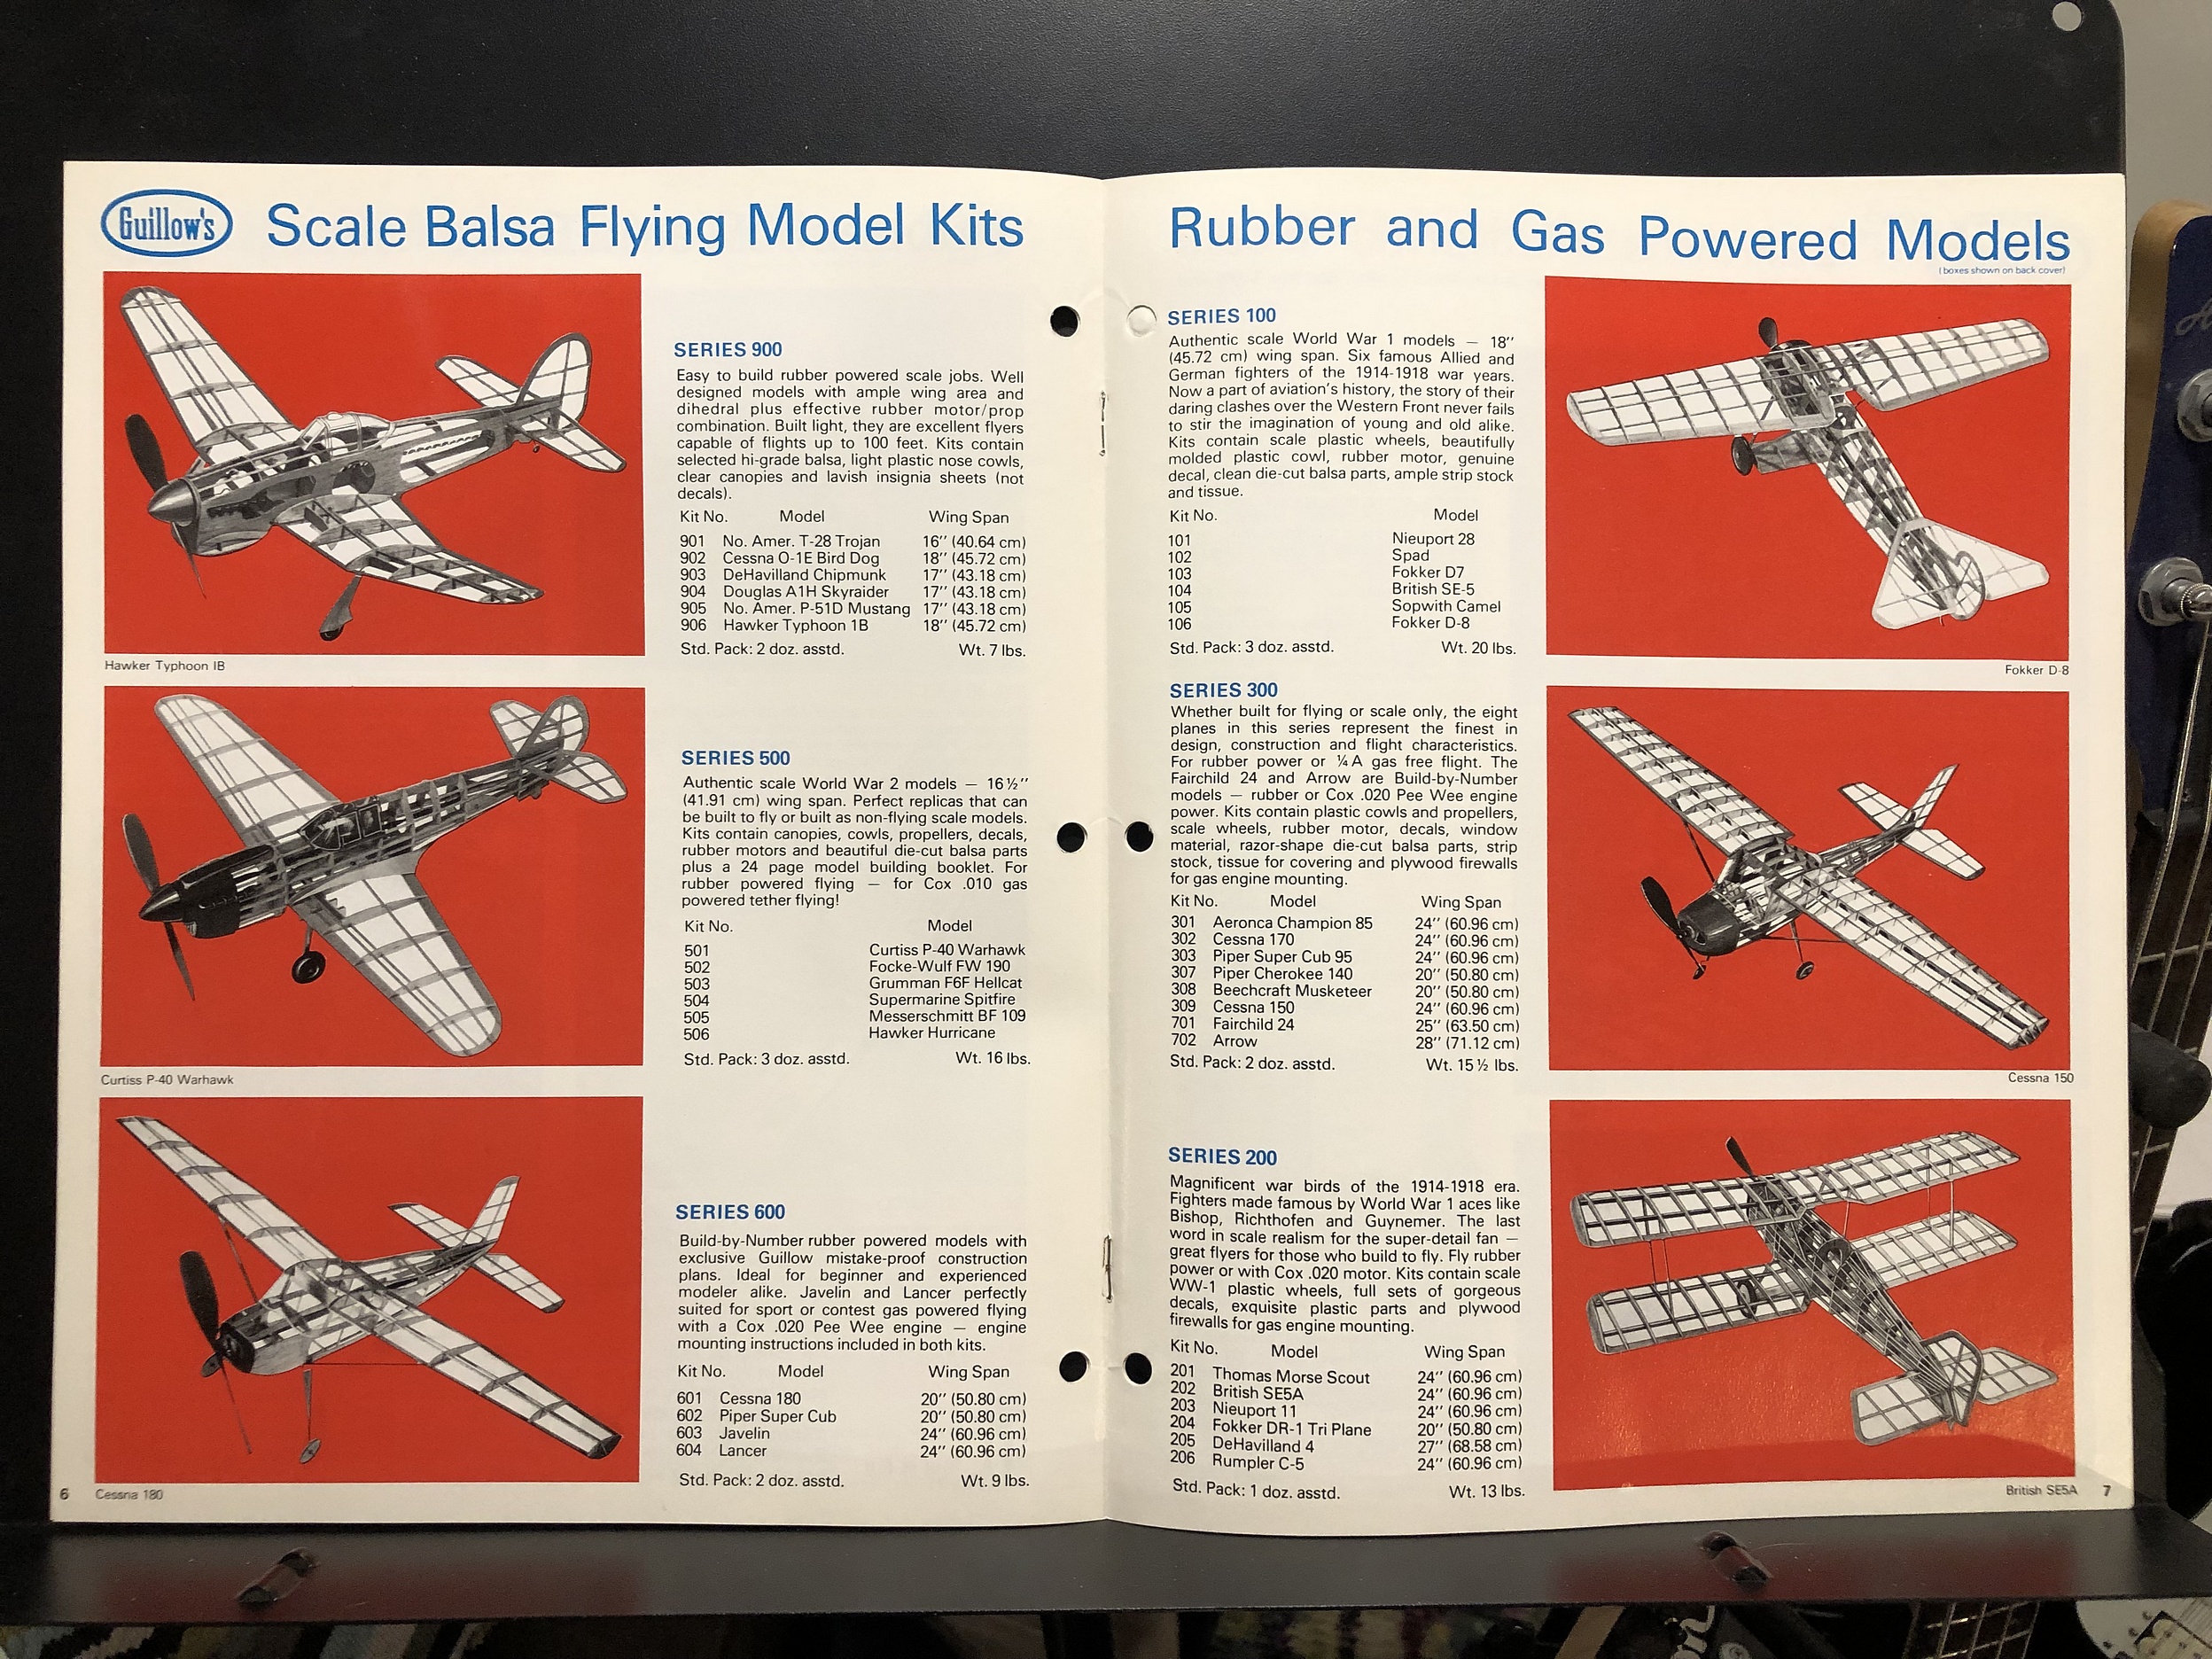 Guillow's
Scale Balsa Flying Model Kits
Hawker Typhoon IB
SERIES 900
Easy to build rubber powered scale jobs. Well
designed models with ample wing area and
dihedral plus effective rubber motor/prop
combination. Built light, they are excellent flyers
capable of flights up to 100 feet. Kits contain
selected hi-grade balsa, light plastic nose cowls,
clear canopies and lavish insignia sheets (not
decals).
Kit No. Model Wing Span
901 No. Amer. T-28 Trojan 16'' (40.64 cm)
902 Cessna O-1E Bird Dog 18'' (45.72 cm)
903 DeHavilland Chipmunk 17'' (43.18 cm)
904 Douglas A1H Skyraider 17'' (43.18 cm)
905 No. Amer. P-51D Mustang 17'' (43.18 cm)
906 Hawker Typhoon 1B 18'' (45.72 cm)
Std. Pack: 2 doz. asstd. Wt. 7 lbs.
Curtiss P-40 Warhawk
SERIES 500
Authentic scale World War 2 models — 16½''
(41.91 cm) wing span. Perfect replicas that can
be built to fly or built as non-flying scale models.
Kits contain canopies, cowls, propellers, decals,
rubber motors and beautiful die-cut balsa parts
plus a 24 page model building booklet. For
rubber powered flying — for Cox .010 gas
powered tether flying!
Kit No. Model
501 Curtiss P-40 Warhawk
502 Focke-Wulf FW 190
503 Grumman F6F Hellcat
504 Supermarine Spitfire
505 Messerschmitt BF 109
506 Hawker Hurricane
Std. Pack: 3 doz. asstd. Wt. 16 lbs.
SERIES 600
Build-by-Number rubber powered models with
exclusive Guillow mistake-proof construction
plans. Ideal for beginner and experienced
modeler alike. Javelin and Lancer perfectly
suited for sport or contest gas powered flying
with a Cox .020 Pee Wee engine — engine
mounting instructions included in both kits.
Kit No. Model Wing Span
601 Cessna 180 20'' (50.80 cm)
602 Piper Super Cub 20'' (50.80 cm)
603 Javelin 24'' (60.96 cm)
604 Lancer 24'' (60.96 cm)
Std. Pack: 2 doz. asstd. Wt. 9 lbs.
6 Cessna 180
Rubber and Gas Powered Models
(boxes shown on back cover)
SERIES 100
Authentic scale World War 1 models — 18''
(45.72 cm) wing span. Six famous Allied and
German fighters of the 1914-1918 war years.
Now a part of aviation's history, the story of their
daring clashes over the Western Front never fails
to stir the imagination of young and old alike.
Kits contain scale plastic wheels, beautifully
molded plastic cowl, rubber motor, genuine
decal, clean die-cut balsa parts, ample strip stock
and tissue.
Kit No. Model
101 Nieuport 28
102 Spad
103 Fokker D7
104 British SE-5
105 Sopwith Camel
106 Fokker D-8
Std. Pack: 3 doz. asstd. Wt. 20 lbs.
Fokker D-8
SERIES 300
Whether built for flying or scale only, the eight
planes in this series represent the finest in
design, construction and flight characteristics.
For rubber power or ¼A gas free flight. The
Fairchild 24 and Arrow are Build-by-Number
models — rubber or Cox .020 Pee Wee engine
power. Kits contain plastic cowls and propellers,
scale wheels, rubber motor, decals, window
material, razor-shape die-cut balsa parts, strip
stock, tissue for covering and plywood firewalls
for gas engine mounting.
Kit No. Model Wing Span
301 Aeronca Champion 85 24'' (60.96 cm)
302 Cessna 170 24'' (60.96 cm)
303 Piper Super Cub 95 24'' (60.96 cm)
307 Piper Cherokee 140 20'' (50.80 cm)
308 Beechcraft Musketeer 20'' (50.80 cm)
309 Cessna 150 24'' (60.96 cm)
701 Fairchild 24 25'' (63.50 cm)
702 Arrow 28'' (71.12 cm)
Std. Pack: 2 doz. asstd. Wt. 15½ lbs.
Cessna 150
SERIES 200
Magnificent war birds of the 1914-1918 era.
Fighters made famous by World War 1 aces like
Bishop, Richthofen and Guynemer. The last
word in scale realism for the super-detail fan —
great flyers for those who build to fly. Fly rubber
power or with Cox .020 motor. Kits contain scale
WW-1 plastic wheels, full sets of gorgeous
decals, exquisite plastic parts and plywood
firewalls for gas engine mounting.
Kit No. Model Wing Span
201 Thomas Morse Scout 24'' (60.96 cm)
202 British SE5A 24'' (60.96 cm)
203 Nieuport 11 24'' (60.96 cm)
204 Fokker DR-1 Tri Plane 20'' (50.80 cm)
205 DeHavilland 4 27'' (68.58 cm)
206 Rumpler C-5 24'' (60.96 cm)
Std. Pack: 1 doz. asstd. Wt. 13 lbs.
British SE5A 7